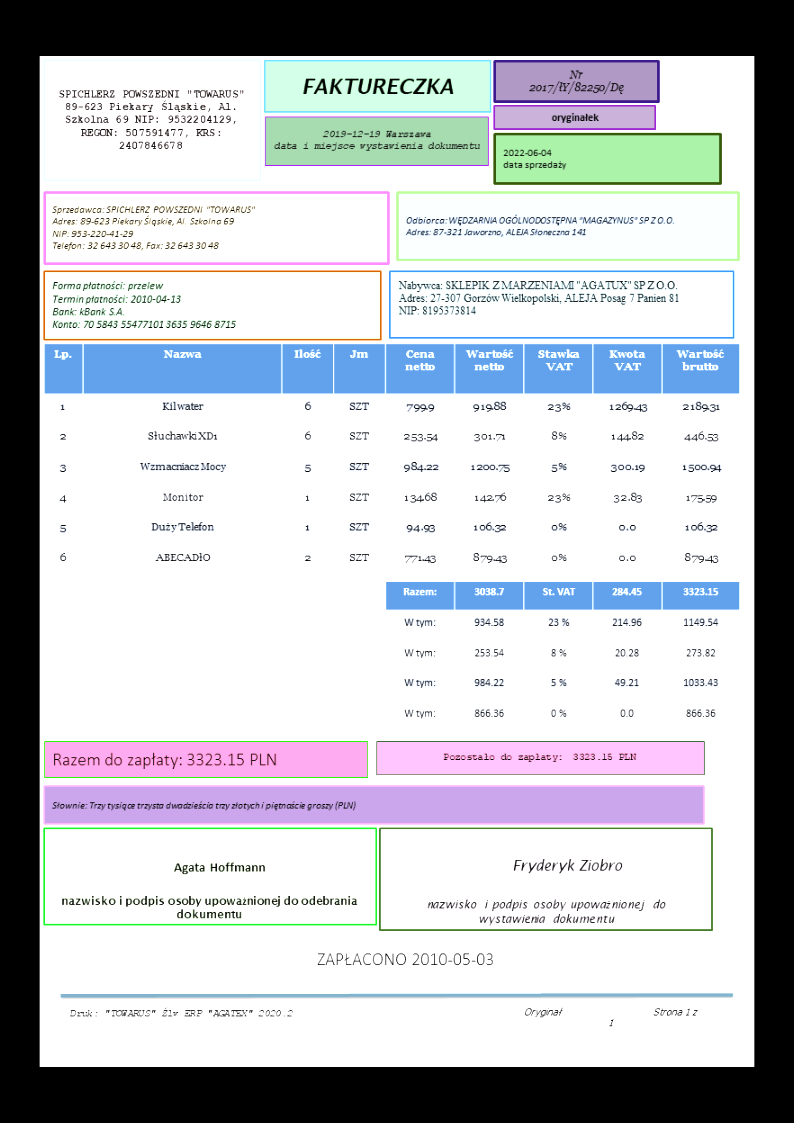 SPICHLERZ POWSZEDNI "TOWARUS"
89-623 Piekary Śląskie, Al.
Szkolna 69 NIP: 9532204129,
REGON: 507591477, KRS:
2407846678
FAKTURECZKA
Nr
2017/łY/82250/Dę
oryginałek
2019-12-19 Warszawa
data i miejsce wystawienia dokumentu
2022-06-04
data sprzedaży
Sprzedawca: SPICHLERZ POWSZEDNI "TOWARUS"
Adres: 89-623 Piekary Śląskie, Al. Szkolna 69
NIP: 953-220-41-29
Telefon: 32 643 30 48, Fax: 32 643 30 48
Odbiorca: WĘDZARNIA OGÓLNODOSTĘPNA "MAGAZYNUS" SP Z O.O.
Adres: 87-321 Jaworzno, ALEJA Słoneczna 141
Forma płatności: przelew
Termin płatności: 2010-04-13
Bank: kBank S.A.
Konto: 70 5843 55477101 3635 9646 8715
Nabywca: SKLEPIK Z MARZENIAMI "AGATUX" SP Z O.O.
Adres: 27-307 Gorzów Wielkopolski, ALEJA Posąg 7 Panien 81
NIP: 8195373814
Lp. Nazwa Ilość Jm Cena netto Wartość netto Stawka VAT Kwota VAT Wartość brutto
1 Kilwater 6 SZT 799.9 919.88 23% 1269.43 2189.31
2 Słuchawki XD1 6 SZT 253.54 301.71 8% 144.82 446.53
3 Wzmacniacz Mocy 5 SZT 984.22 1200.75 5% 300.19 1500.94
4 Monitor 1 SZT 134.68 142.76 23% 32.83 175.59
5 Duży Telefon 1 SZT 94.93 106.32 0% 0.0 106.32
6 ABECADŁO 2 SZT 771.43 879.43 0% 0.0 879.43
Razem: 3038.7 St. VAT 284.45 3323.15
W tym: 934.58 23 % 214.96 1149.54
W tym: 253.54 8 % 20.28 273.82
W tym: 984.22 5 % 49.21 1033.43
W tym: 866.36 0 % 0.0 866.36
Razem do zapłaty: 3323.15 PLN
Pozostało do zapłaty: 3323.15 PLN
Słownie: Trzy tysiące trzysta dwadzieścia trzy złotych i piętnaście groszy (PLN)
Agata Hoffmann
nazwisko i podpis osoby upoważnionej do odebrania
dokumentu
Fryderyk Ziobro
nazwisko i podpis osoby upoważnionej do
wystawienia dokumentu
ZAPŁACONO 2010-05-03
Druk: "TOWARUS" Źlv ERP "AGATEX" 2020.2
Oryginał
Strona 1 z
1